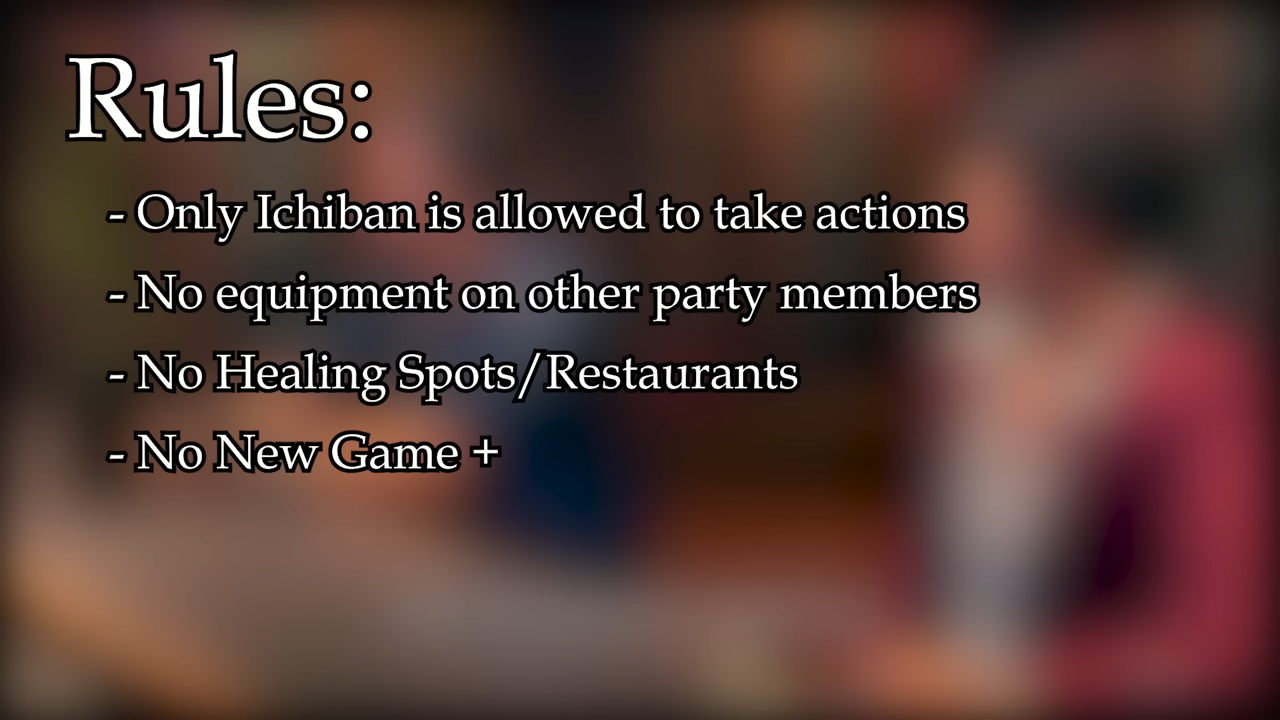 Rules:
- Only Ichiban is allowed to take actions
- No equipment on other party members
- No Healing Spots/Restaurants
- No New Game +